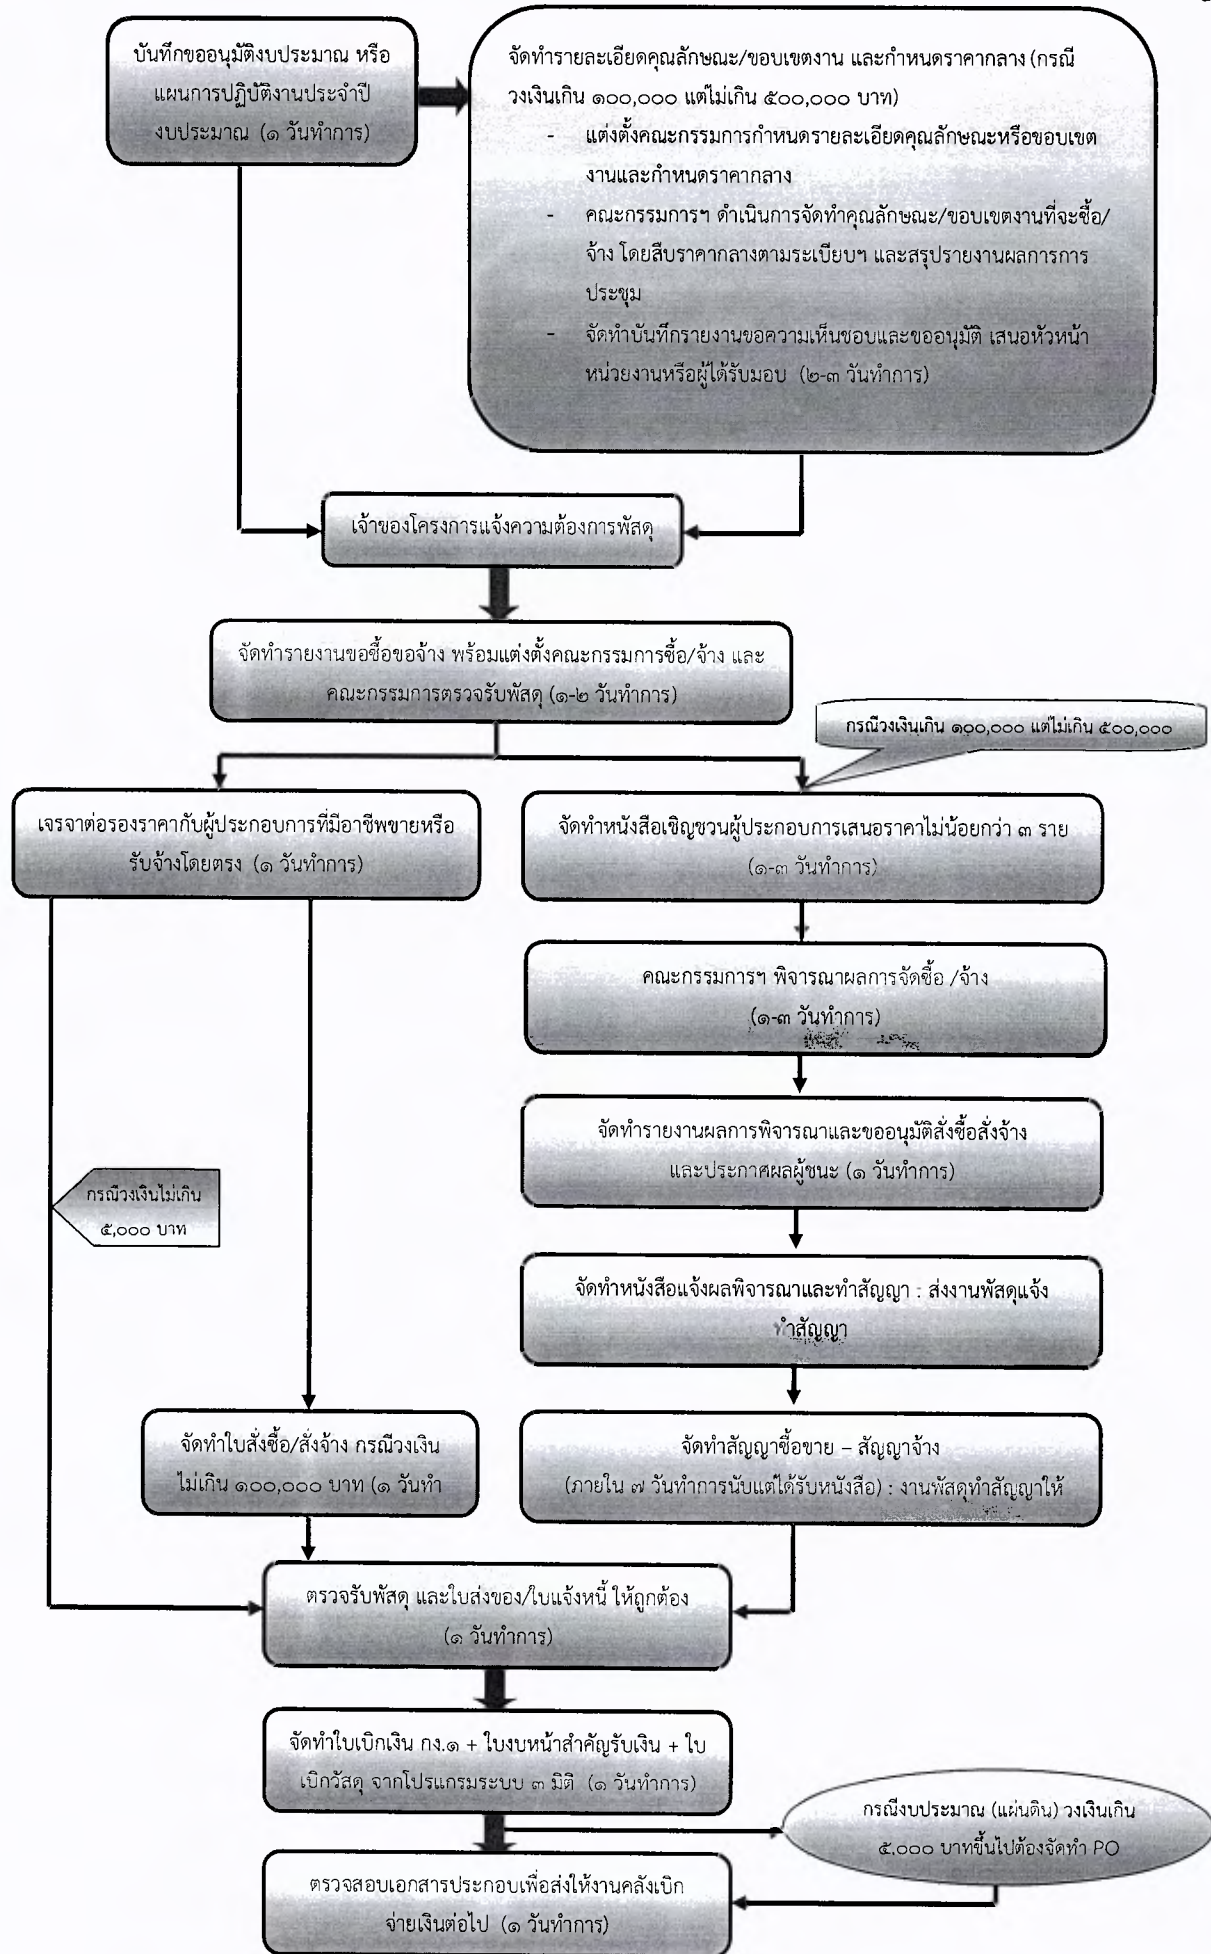 บันทึกขออนุมัติงบประมาณ หรือ
แผนการปฏิบัติงานประจำปี
งบประมาณ (๑ วันทำการ)
จัดทำรายละเอียดคุณลักษณะ/ขอบเขตงาน และกำหนดราคากลาง (กรณี
วงเงินเกิน ๑๐๐,๐๐๐ แต่ไม่เกิน ๕๐๐,๐๐๐ บาท)
- แต่งตั้งคณะกรรมการกำหนดรายละเอียดคุณลักษณะหรือขอบเขต
งานและกำหนดราคากลาง
- คณะกรรมการฯ ดำเนินการจัดทำคุณลักษณะ/ขอบเขตงานที่จะซื้อ/
จ้าง โดยสืบราคากลางตามระเบียบฯ และสรุปรายงานผลการการ
ประชุม
- จัดทำบันทึกรายงานขอความเห็นชอบและขออนุมัติ เสนอหัวหน้า
หน่วยงานหรือผู้ได้รับมอบ (๒-๓ วันทำการ)
เจ้าของโครงการแจ้งความต้องการพัสดุ
จัดทำรายงานขอซื้อขอจ้าง พร้อมแต่งตั้งคณะกรรมการซื้อ/จ้าง และ
คณะกรรมการตรวจรับพัสดุ (๑-๒ วันทำการ)
กรณีวงเงินเกิน ๑๐๐,๐๐๐ แต่ไม่เกิน ๕๐๐,๐๐๐
เจรจาต่อรองราคากับผู้ประกอบการที่มีอาชีพขายหรือ
รับจ้างโดยตรง (๑ วันทำการ)
จัดทำหนังสือเชิญชวนผู้ประกอบการเสนอราคาไม่น้อยกว่า ๓ ราย
(๑-๓ วันทำการ)
คณะกรรมการฯ พิจารณาผลการจัดซื้อ /จ้าง
(๑-๓ วันทำการ)
จัดทำรายงานผลการพิจารณาและขออนุมัติสั่งซื้อสั่งจ้าง
และประกาศผลผู้ชนะ (๑ วันทำการ)
กรณีวงเงินไม่เกิน
๕,๐๐๐ บาท
จัดทำหนังสือแจ้งผลพิจารณาและทำสัญญา : ส่งงานพัสดุแจ้ง
ทำสัญญา
จัดทำใบสั่งซื้อ/สั่งจ้าง กรณีวงเงิน
ไม่เกิน ๑๐๐,๐๐๐ บาท (๑ วันทำ
จัดทำสัญญาซื้อขาย – สัญญาจ้าง
(ภายใน ๗ วันทำการนับแต่ได้รับหนังสือ) : งานพัสดุทำสัญญาให้
ตรวจรับพัสดุ และใบส่งของ/ใบแจ้งหนี้ ให้ถูกต้อง
(๑ วันทำการ)
จัดทำใบเบิกเงิน กง.๑ + ใบงบหน้าสำคัญรับเงิน + ใบ
เบิกวัสดุ จากโปรแกรมระบบ ๓ มิติ (๑ วันทำการ)
กรณีงบประมาณ (แผ่นดิน) วงเงินเกิน
๕,๐๐๐ บาทขึ้นไปต้องจัดทำ PO
ตรวจสอบเอกสารประกอบเพื่อส่งให้งานคลังเบิก
จ่ายเงินต่อไป (๑ วันทำการ)